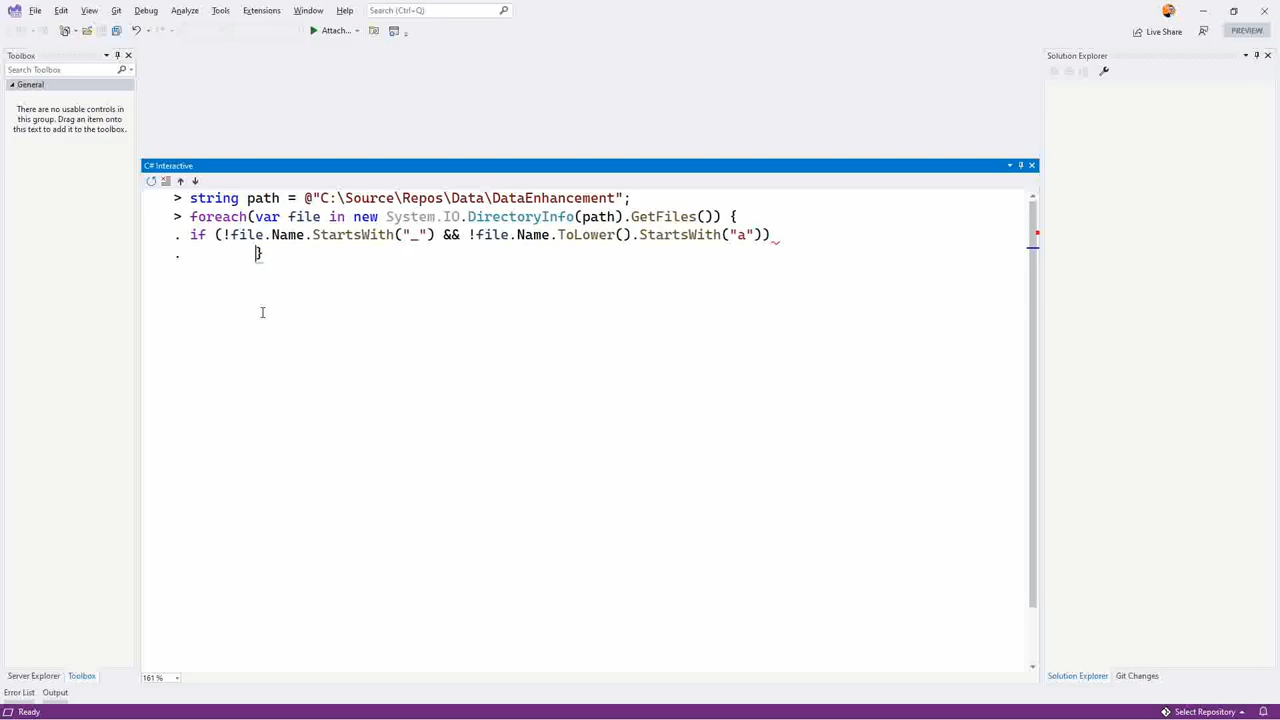 File Edit View Git Debug Analyze Tools Extensions Window Help Search (Ctrl+Q)
Attach... Live Share PREVIEW
Toolbox
Search Toolbox
General
There are no usable controls in
this group. Drag an item onto
this text to add it to the toolbox.
C# Interactive
> string path = @"C:\Source\Repos\Data\DataEnhancement";
> foreach(var file in new System.IO.DirectoryInfo(path).GetFiles()) {
. if (!file.Name.StartsWith("_") && !file.Name.ToLower().StartsWith("a"))
. }
Solution Explorer
161 %
Server Explorer Toolbox
Solution Explorer Git Changes
Error List Output
Ready
Select Repository